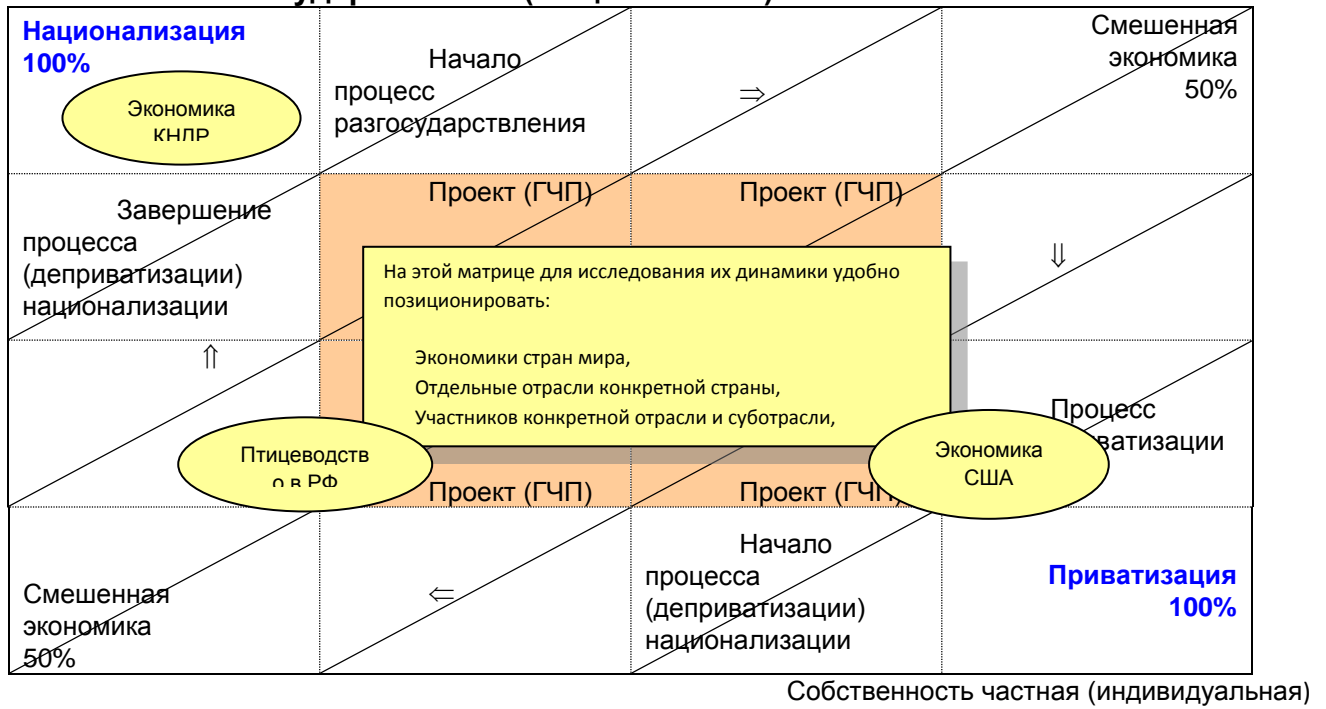 Национализация
100%
Экономика
КНДР
Начало
процесс
разгосударствления
⇒
Смешенная
экономика
50%
Завершение
процесса
(деприватизации)
национализации
Проект (ГЧП)
Проект (ГЧП)
⇓
На этой матрице для исследования их динамики удобно
позиционировать:
Экономики стран мира,
Отдельные отрасли конкретной страны,
Участников конкретной отрасли и суботрасли,
⇑
Птицеводств
о в РФ
Экономика
США
Процесс
ватизации
Проект (ГЧП)
Проект (ГЧП)
Смешенная
экономика
50%
⇐
Начало
процесса
(деприватизации)
национализации
Приватизация
100%
Собственность частная (индивидуальная)